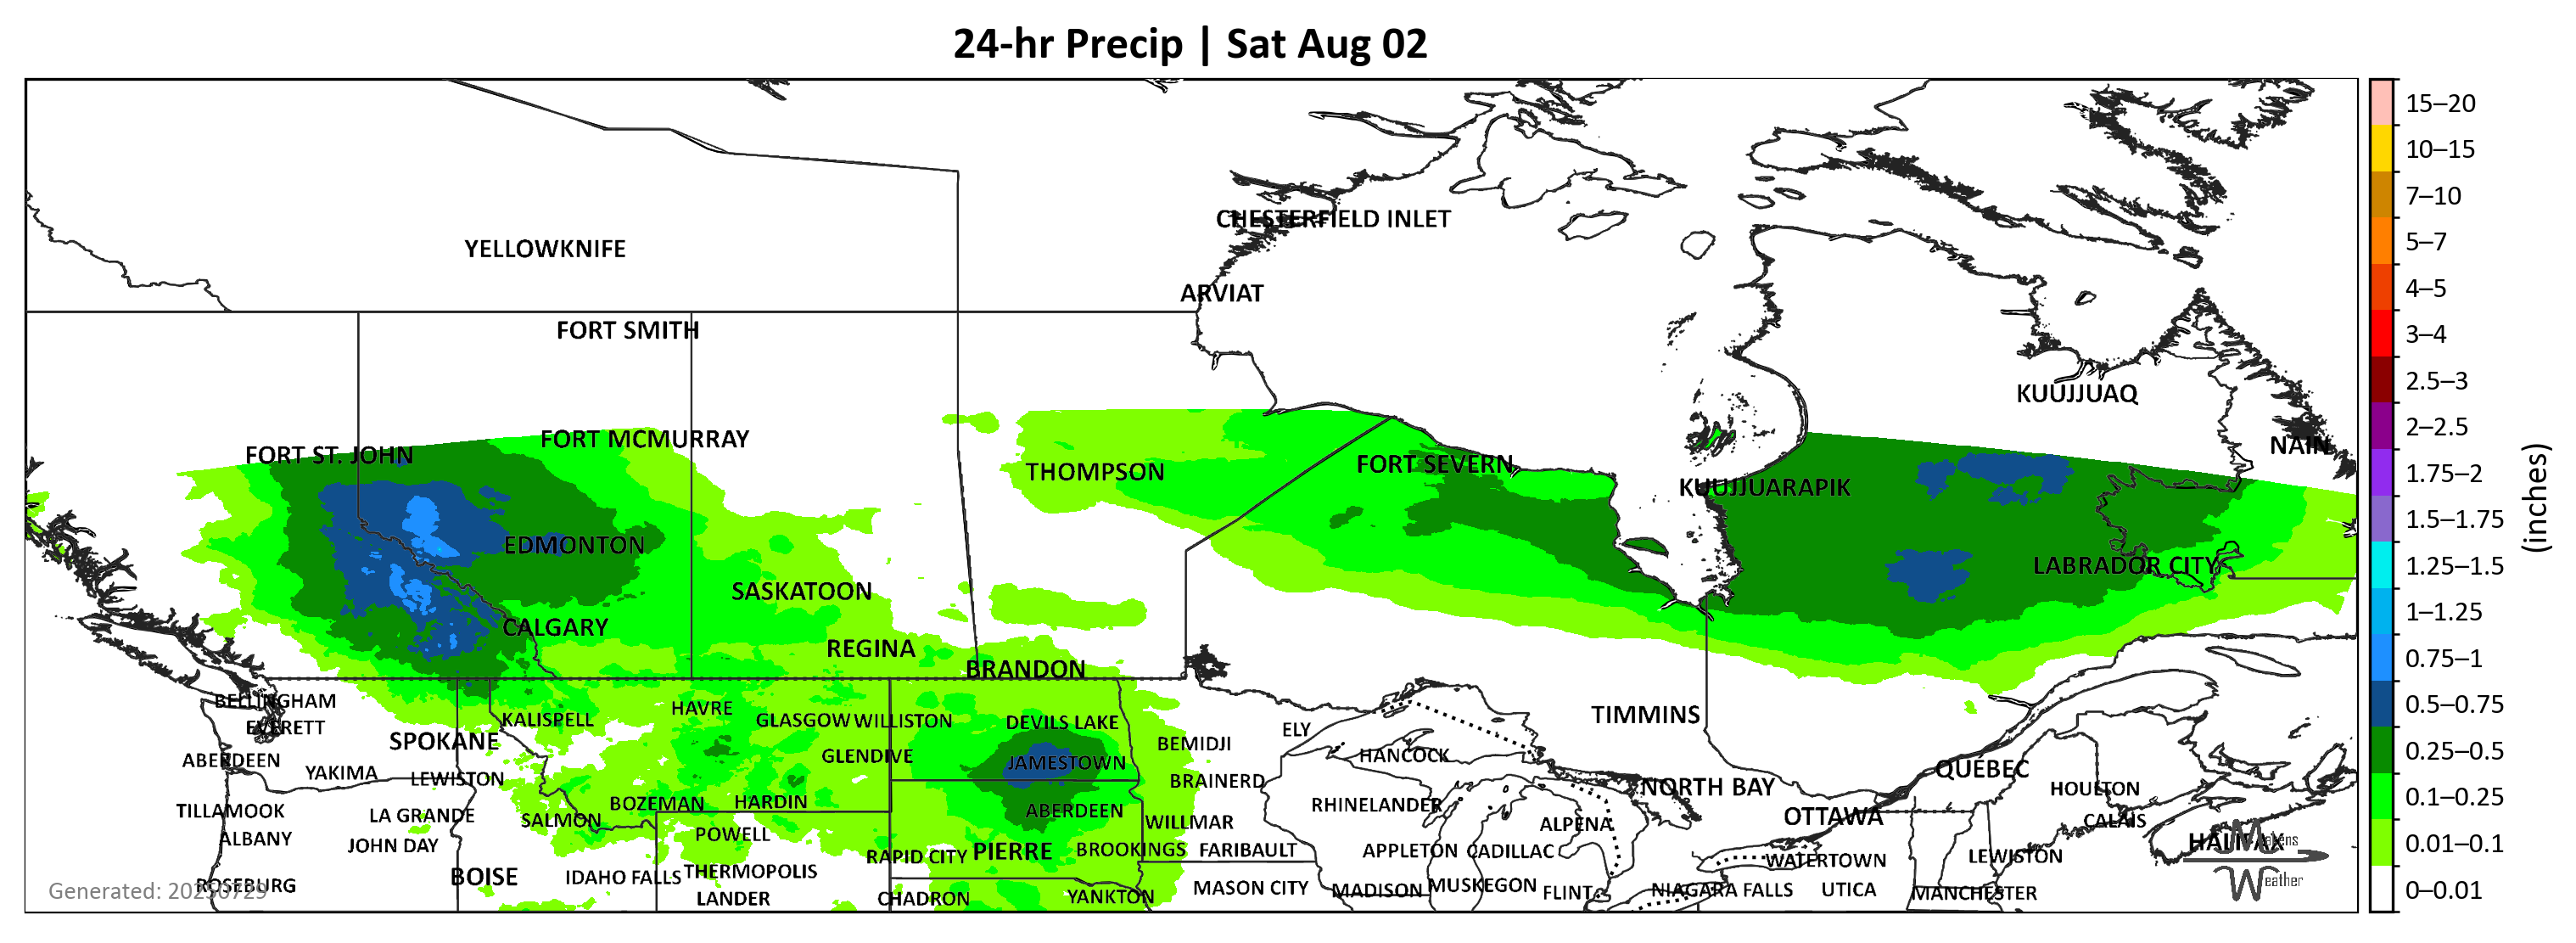 24-hr Precip | Sat Aug 02
CHESTERFIELD INLET
YELLOWKNIFE
ARVIAT
FORT SMITH
KUUJJUAQ
FORT ST. JOHN
FORT MCMURRAY
NAIN
THOMPSON
FORT SEVERN
KUUJJUARAPIK
EDMONTON
LABRADOR CITY
SASKATOON
CALGARY
REGINA
BRANDON
BELLINGHAM
EVERETT
KALISPELL
HAVRE
GLASGOW
WILLISTON
DEVILS LAKE
TIMMINS
SPOKANE
BEMIDJI
ELY
HANCOCK
ABERDEEN
YAKIMA
LEWISTON
GLENDIVE
JAMESTOWN
BRAINERD
QUÉBEC
NORTH BAY
HOULTON
TILLAMOOK
LA GRANDE
SALMON
BOZEMAN
HARDIN
ABERDEEN
WILLMAR
RHINELANDER
ALPENA
OTTAWA
CALAIS
ALBANY
JOHN DAY
POWELL
HALIFAX
Matens
Weather
RAPID CITY
PIERRE
BROOKINGS
FARIBAULT
APPLETON
CADILLAC
WATERTOWN
LEWISTON
ROSEBURG
BOISE
IDAHO FALLS
THERMOPOLIS
MASON CITY
MADISON
MUSKEGON
FLINT
NIAGARA FALLS
UTICA
MANCHESTER
LANDER
CHADRON
YANKTON
Generated: 20250729
15–20
10–15
7–10
5–7
4–5
3–4
2.5–3
2–2.5
1.75–2
1.5–1.75
1.25–1.5
1–1.25
0.75–1
0.5–0.75
0.25–0.5
0.1–0.25
0.01–0.1
0–0.01
(inches)